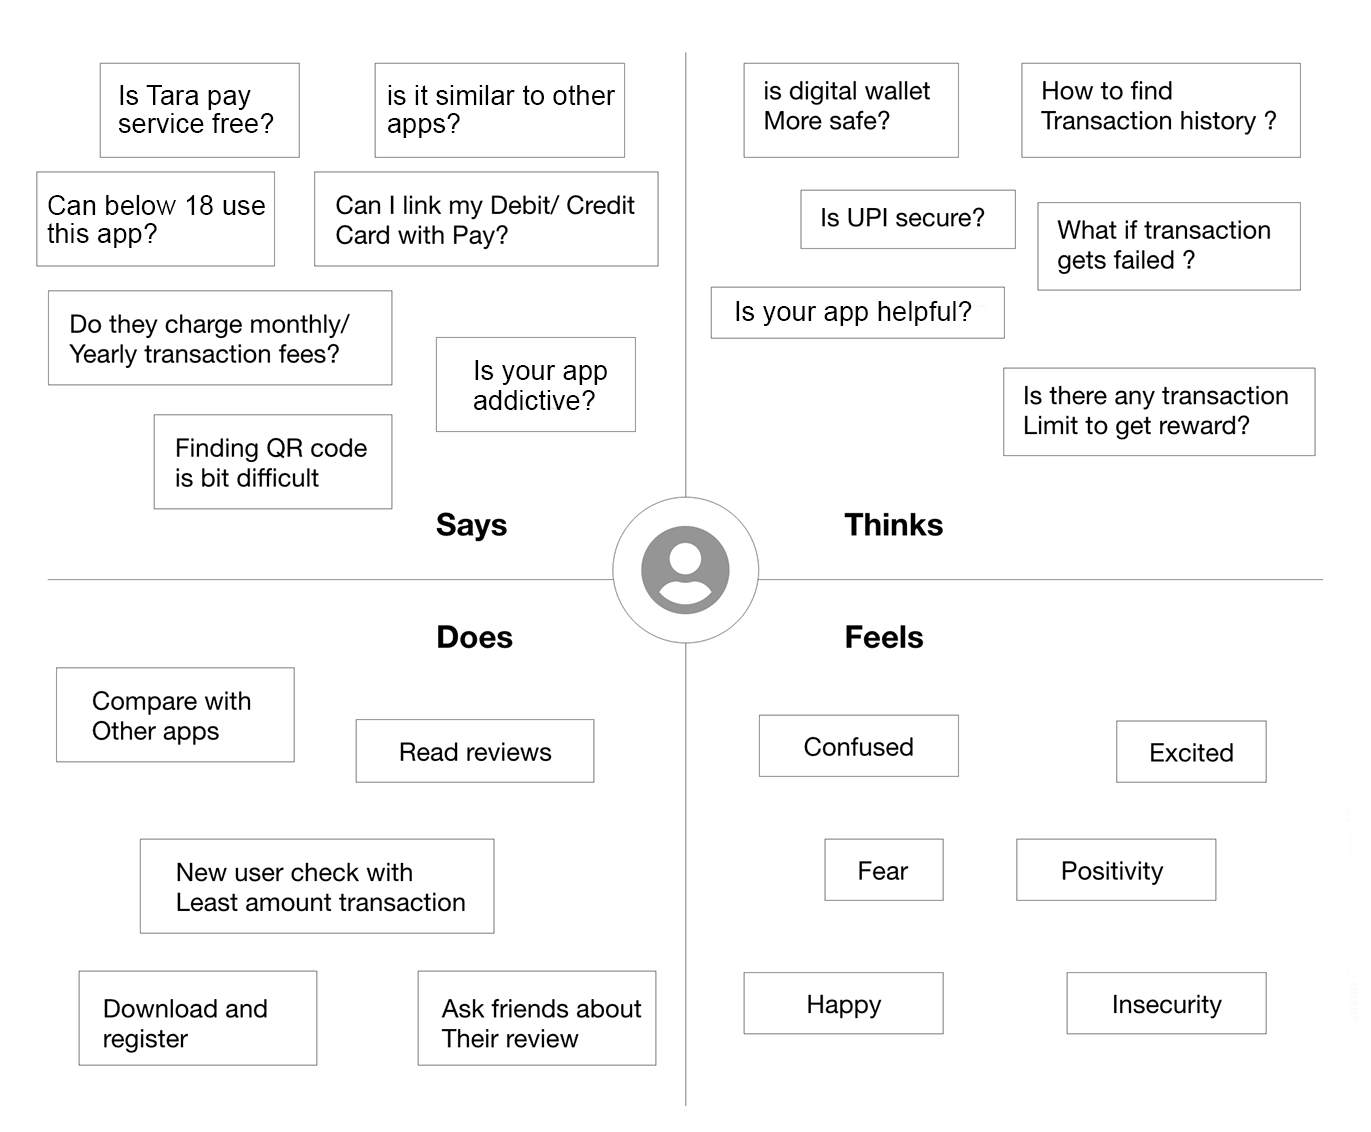 Is Tara pay
service free?
is it similar to other
apps?
Can below 18 use
this app?
Can I link my Debit/ Credit
Card with Pay?
Do they charge monthly/
Yearly transaction fees?
Is your app
addictive?
Finding QR code
is bit difficult
Says
is digital wallet
More safe?
How to find
Transaction history ?
Is UPI secure?
What if transaction
gets failed ?
Is your app helpful?
Is there any transaction
Limit to get reward?
Thinks
Does
Compare with
Other apps
Read reviews
New user check with
Least amount transaction
Download and
register
Ask friends about
Their review
Feels
Confused
Excited
Fear
Positivity
Happy
Insecurity